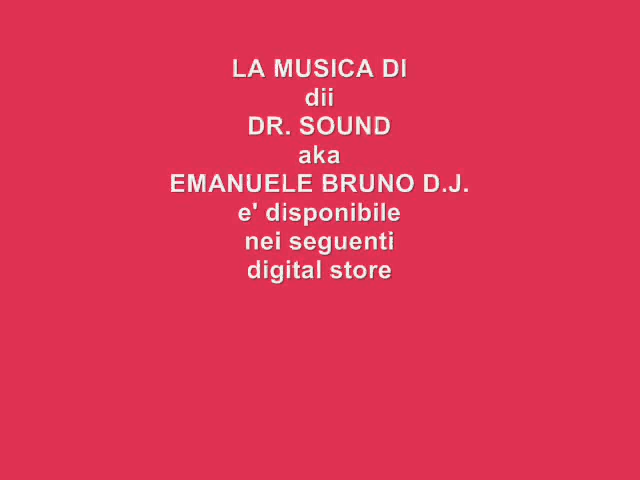 LA MUSICA DI
dii
DR. SOUND
aka
EMANUELE BRUNO D.J.
e' disponibile
nei seguenti
digital store